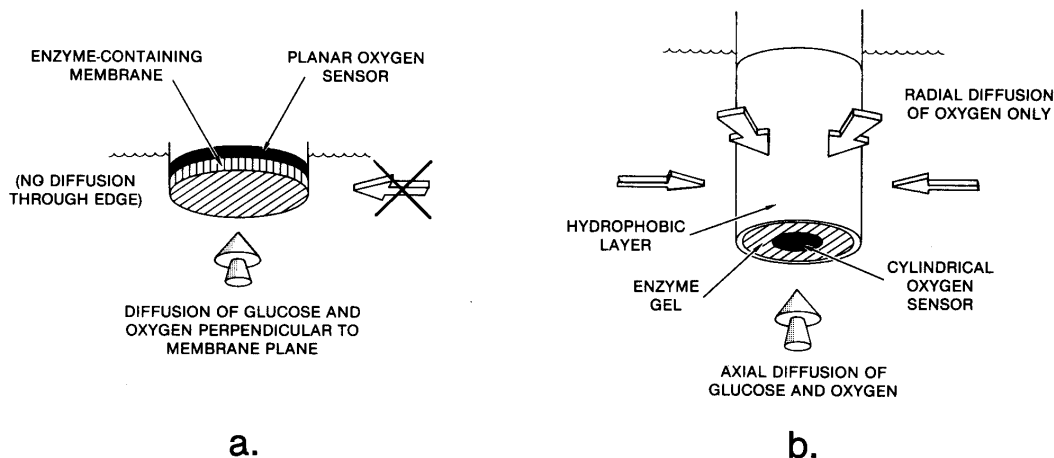 ENZYME-CONTAINING
MEMBRANE
PLANAR OXYGEN
SENSOR
(NO DIFFUSION
THROUGH EDGE)
DIFFUSION OF GLUCOSE AND
OXYGEN PERPENDICULAR TO
MEMBRANE PLANE
a.
RADIAL DIFFUSION
OF OXYGEN ONLY
HYDROPHOBIC
LAYER
ENZYME
GEL
CYLINDRICAL
OXYGEN
SENSOR
AXIAL DIFFUSION OF
GLUCOSE AND OXYGEN
b.